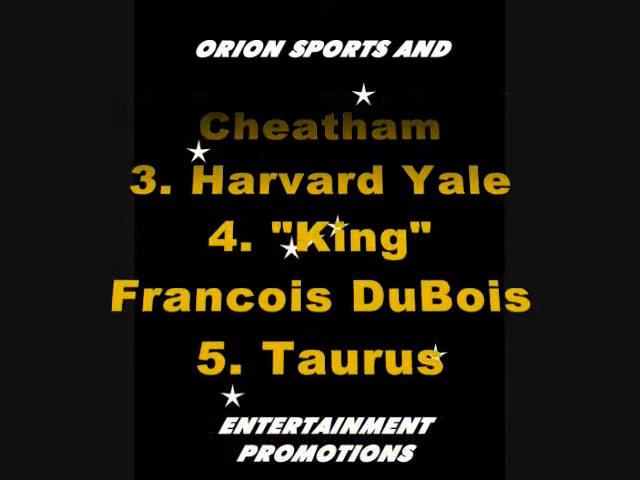 ORION SPORTS AND
Cheatham
3. Harvard Yale
4. "King"
Francois DuBois
5. Taurus
ENTERTAINMENT
PROMOTIONS